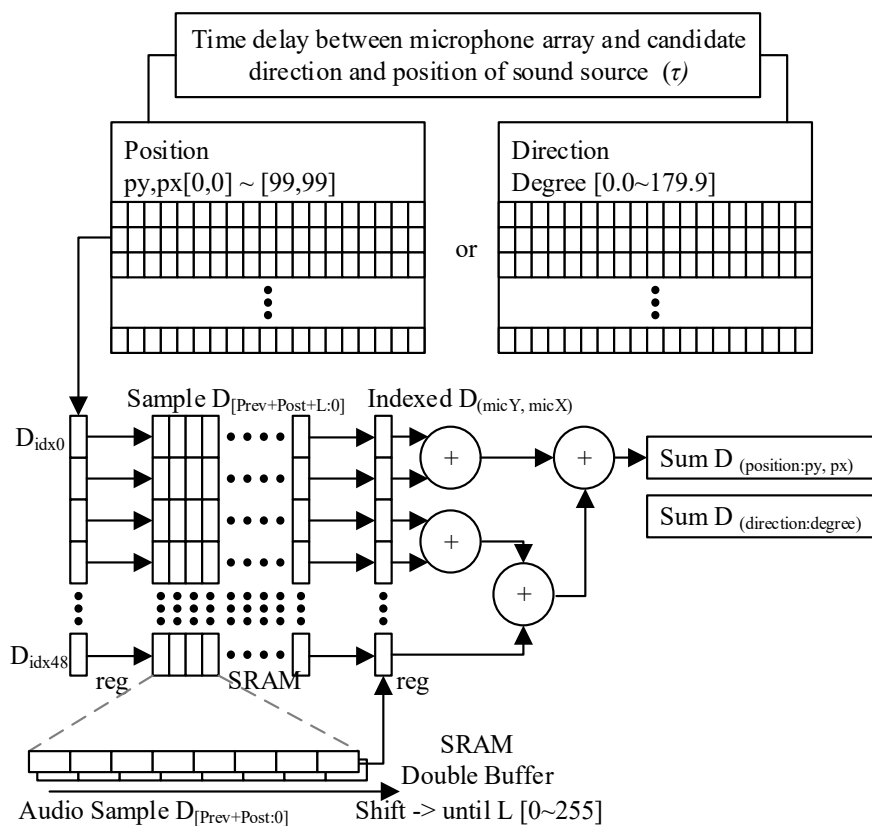 Time delay between microphone array and candidate
direction and position of sound source (τ)
Position
py,px[0,0] ~ [99,99]
or
Direction
Degree [0.0~179.9]
Sample D[Prev+Post+L:0]
Indexed D(micY, micX)
Didx0
+
+
+
+
Sum D (position:py, px)
Sum D (direction:degree)
Didx48
reg
SRAM
reg
SRAM
Double Buffer
Audio Sample D[Prev+Post:0]
Shift -> until L [0~255]